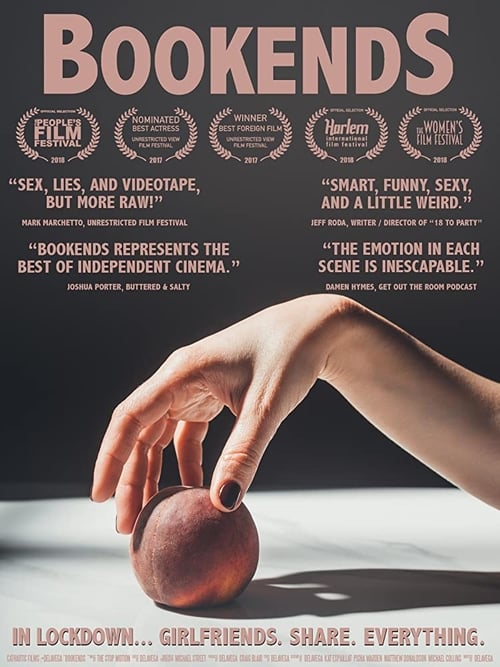 BOOKENDS
OFFICIAL SELECTION
PEOPLE'S
FILM
FESTIVAL
2018
NOMINATED
BEST ACTRESS
UNRESTRICTED VIEW
FILM FESTIVAL
2017
WINNER
BEST FOREIGN FILM
UNRESTRICTED VIEW
FILM FESTIVAL
2017
OFFICIAL SELECTION
Harlem
international
film festival
2018
OFFICIAL SELECTION
THE WOMEN'S
FILM FESTIVAL
2018
“SEX, LIES, AND VIDEOTAPE,
BUT MORE RAW!”
MARK MARCHETTO, UNRESTRICTED FILM FESTIVAL
“SMART, FUNNY, SEXY,
AND A LITTLE WEIRD.”
JEFF RODA, WRITER / DIRECTOR OF "18 TO PARTY"
“BOOKENDS REPRESENTS THE
BEST OF INDEPENDENT CINEMA.”
JOSHUA PORTER, BUTTERED & SALTY
“THE EMOTION IN EACH
SCENE IS INESCAPABLE.”
DAMEN HYMES, GET OUT THE ROOM PODCAST
IN LOCKDOWN... GIRLFRIENDS. SHARE. EVERYTHING.